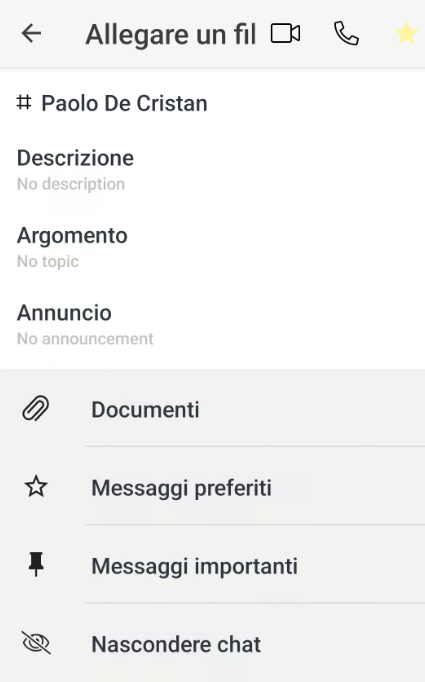 Allegare un fil
# Paolo De Cristan
Descrizione
No description
Argomento
No topic
Annuncio
No announcement
Documenti
Messaggi preferiti
Messaggi importanti
Nascondere chat